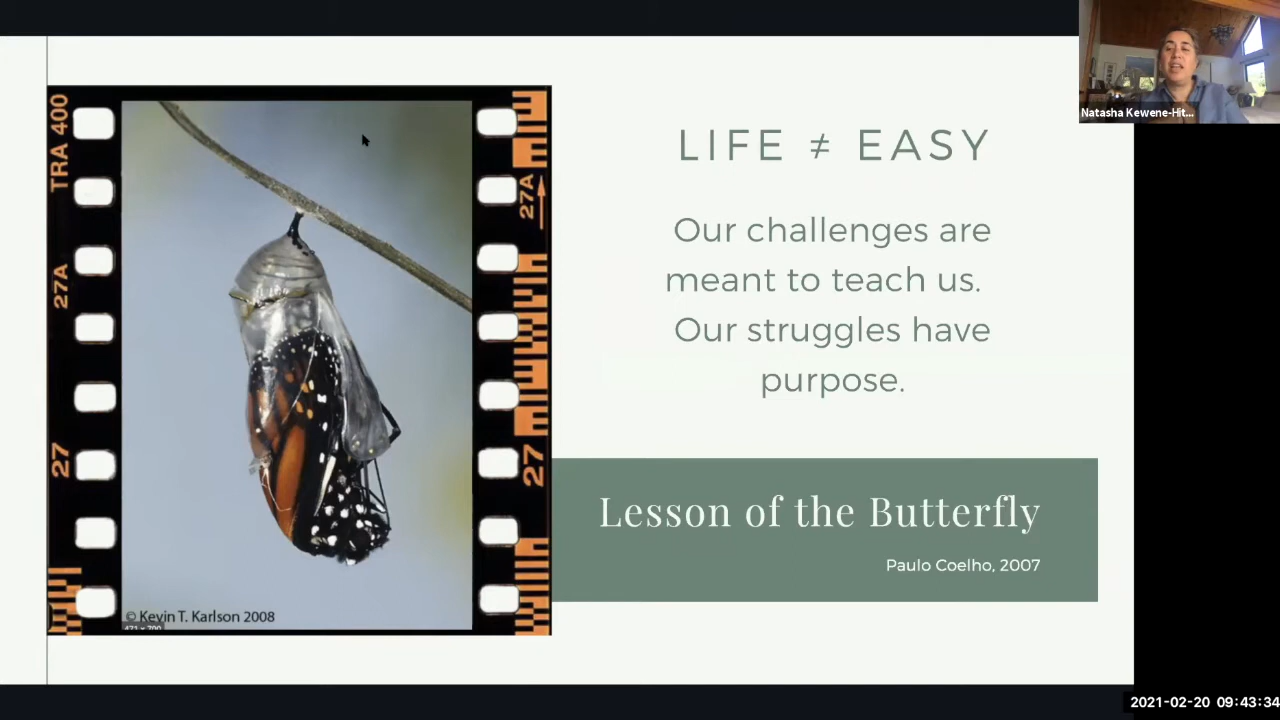 TRA 400
27A
27
27A
27
© Kevin T. Karlson 2008
471 x 700
LIFE ≠ EASY
Our challenges are
meant to teach us.
Our struggles have
purpose.
Lesson of the Butterfly
Paulo Coelho, 2007
Natasha Kewene-Hit...
2021-02-20 09:43:34